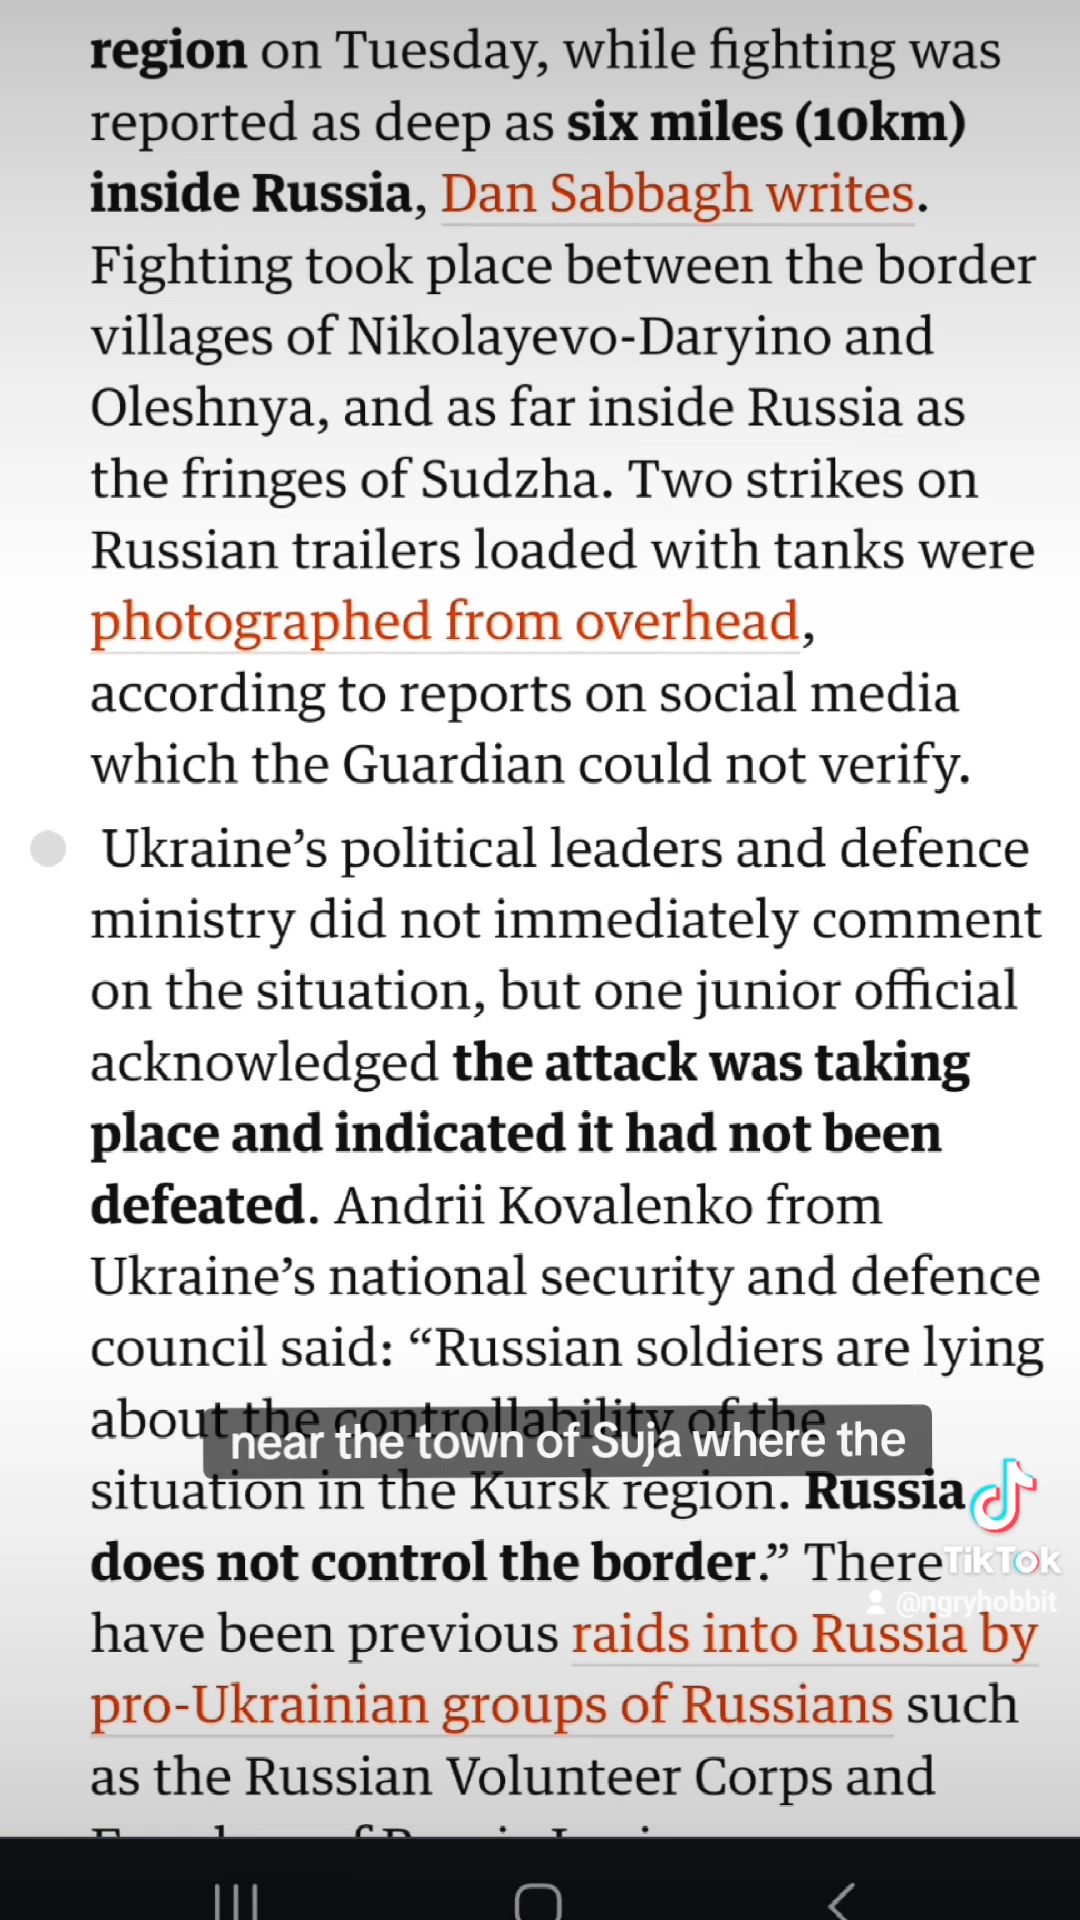 region on Tuesday, while fighting was
reported as deep as six miles (10km)
inside Russia, Dan Sabbagh writes.
Fighting took place between the border
villages of Nikolayevo-Daryino and
Oleshnya, and as far inside Russia as
the fringes of Sudzha. Two strikes on
Russian trailers loaded with tanks were
photographed from overhead,
according to reports on social media
which the Guardian could not verify.
Ukraine’s political leaders and defence
ministry did not immediately comment
on the situation, but one junior official
acknowledged the attack was taking
place and indicated it had not been
defeated. Andrii Kovalenko from
Ukraine’s national security and defence
council said: “Russian soldiers are lying
about the controllability of the
near the town of Suja where the
situation in the Kursk region. Russia
does not control the border.” There
TikTok
@ngryhobbit
have been previous raids into Russia by
pro-Ukrainian groups of Russians such
as the Russian Volunteer Corps and